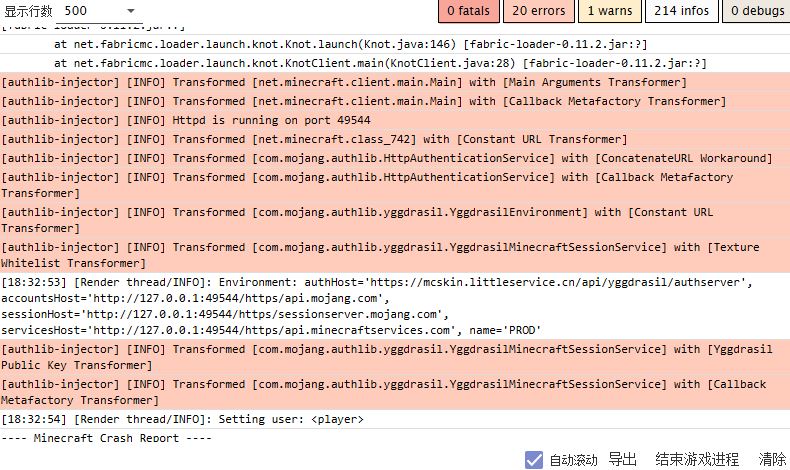 显示行数 500 0 fatals 20 errors 1 warns 214 infos 0 debugs
[fabric-loader-0.11.2.jar:?]
at net.fabricmc.loader.launch.knot.Knot.launch(Knot.java:146) [fabric-loader-0.11.2.jar:?]
at net.fabricmc.loader.launch.knot.KnotClient.main(KnotClient.java:28) [fabric-loader-0.11.2.jar:?]
[authlib-injector] [INFO] Transformed [net.minecraft.client.main.Main] with [Main Arguments Transformer]
[authlib-injector] [INFO] Transformed [net.minecraft.client.main.Main] with [Callback Metafactory Transformer]
[authlib-injector] [INFO] Httpd is running on port 49544
[authlib-injector] [INFO] Transformed [net.minecraft.class_742] with [Constant URL Transformer]
[authlib-injector] [INFO] Transformed [com.mojang.authlib.HttpAuthenticationService] with [ConcatenateURL Workaround]
[authlib-injector] [INFO] Transformed [com.mojang.authlib.HttpAuthenticationService] with [Callback Metafactory
Transformer]
[authlib-injector] [INFO] Transformed [com.mojang.authlib.yggdrasil.YggdrasilEnvironment] with [Constant URL
Transformer]
[authlib-injector] [INFO] Transformed [com.mojang.authlib.yggdrasil.YggdrasilMinecraftSessionService] with [Texture
Whitelist Transformer]
[18:32:53] [Render thread/INFO]: Environment: authHost='https://mcskin.littleservice.cn/api/yggdrasil/authserver',
accountsHost='http://127.0.0.1:49544/https/api.mojang.com',
sessionHost='http://127.0.0.1:49544/https/sessionserver.mojang.com',
servicesHost='http://127.0.0.1:49544/https/api.minecraftservices.com', name='PROD'
[authlib-injector] [INFO] Transformed [com.mojang.authlib.yggdrasil.YggdrasilMinecraftSessionService] with [Yggdrasil
Public Key Transformer]
[authlib-injector] [INFO] Transformed [com.mojang.authlib.yggdrasil.YggdrasilMinecraftSessionService] with [Callback
Metafactory Transformer]
[18:32:54] [Render thread/INFO]: Setting user: <player>
---- Minecraft Crash Report ----
自动滚动 导出 结束游戏进程 清除